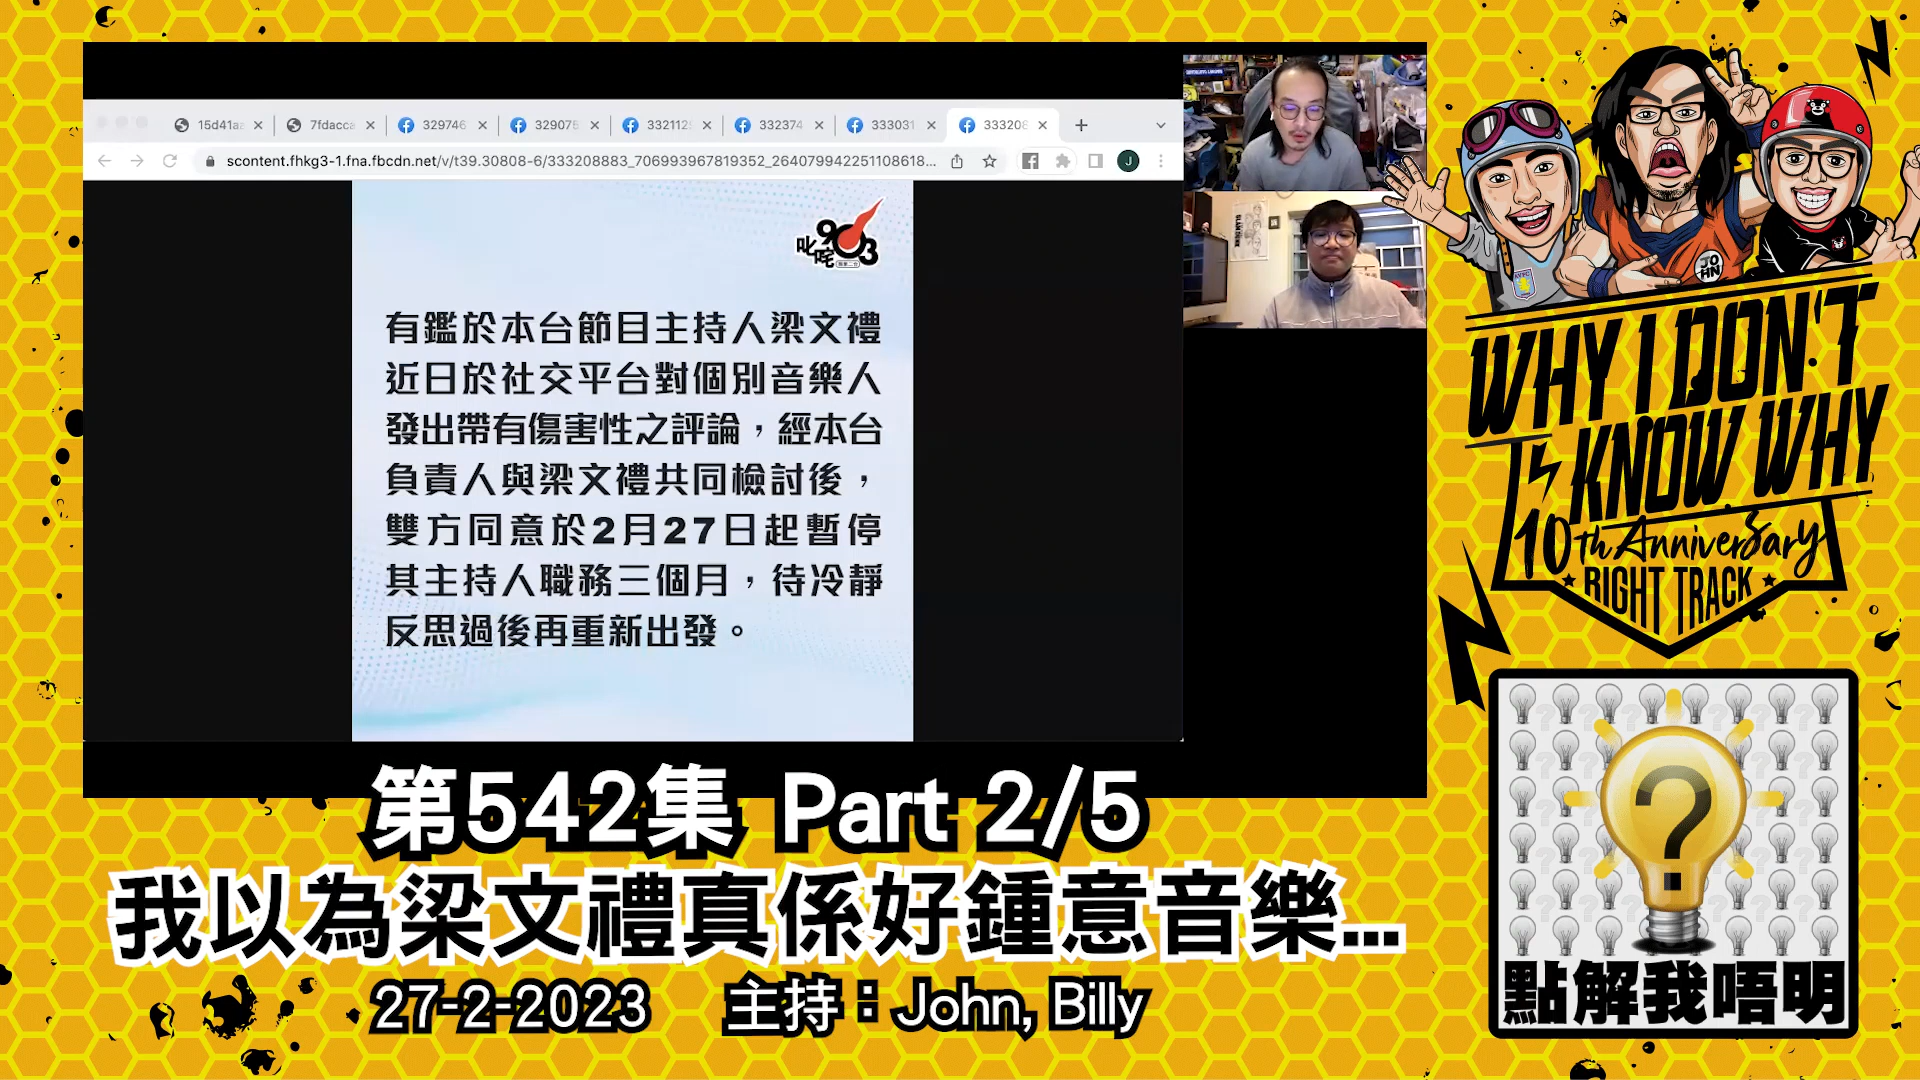 15d41a
7fdacca
329746
329075
332112
332374
333031
333208
scontent.fhkg3-1.fna.fbcdn.net/v/t39.30808-6/333208883_706993967819352_264079942251108618...
J
叱咤903
有鑑於本台節目主持人梁文禮
近日於社交平台對個別音樂人
發出帶有傷害性之評論，經本台
負責人與梁文禮共同檢討後，
雙方同意於2月27日起暫停
其主持人職務三個月，待冷靜
反思過後再重新出發。
AVFC
JOHN
WHY I DON'T
KNOW WHY
10th Anniversary
RIGHT TRACK
點解我唔明
第542集 Part 2/5
我以為梁文禮真係好鍾意音樂...
27-2-2023 主持：John, Billy